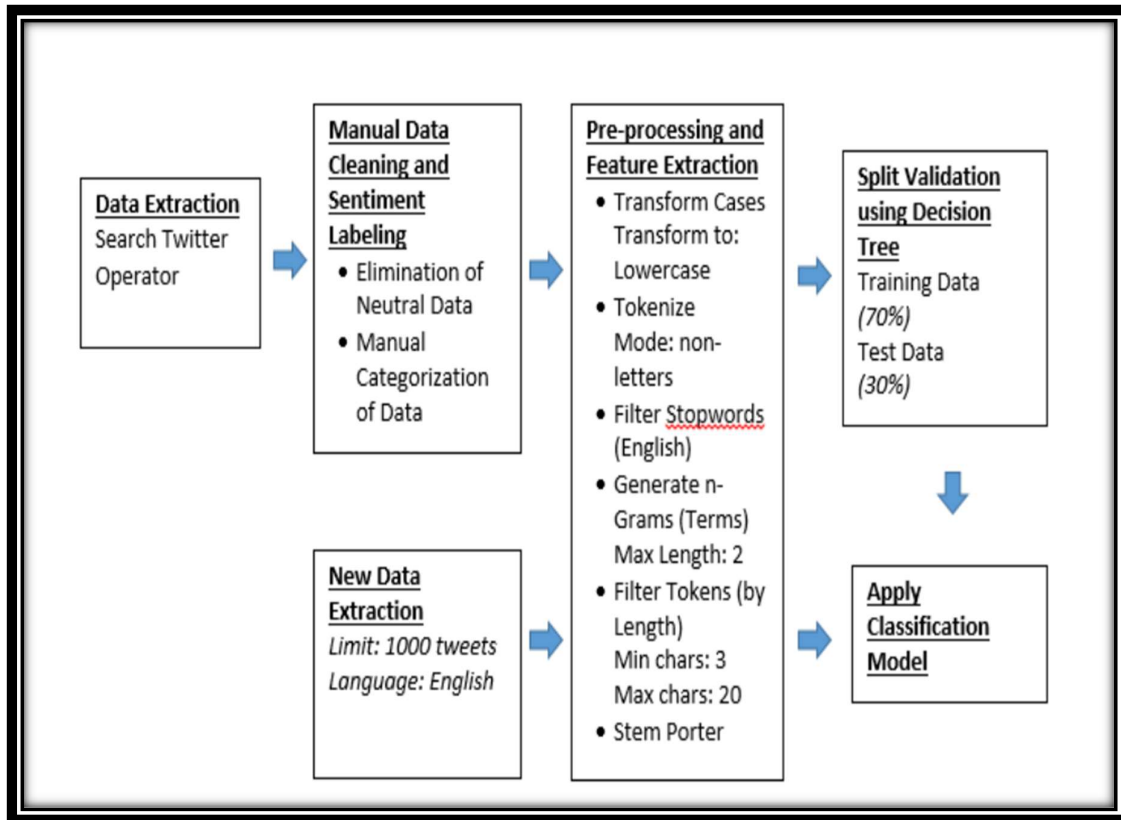 Data Extraction
Search Twitter
Operator
Manual Data
Cleaning and
Sentiment
Labeling
• Elimination of
Neutral Data
• Manual
Categorization
of Data
Pre-processing and
Feature Extraction
• Transform Cases
Transform to:
Lowercase
• Tokenize
Mode: non-
letters
• Filter Stopwords
(English)
• Generate n-
Grams (Terms)
Max Length: 2
• Filter Tokens (by
Length)
Min chars: 3
Max chars: 20
• Stem Porter
Split Validation
using Decision
Tree
Training Data
(70%)
Test Data
(30%)
New Data
Extraction
Limit: 1000 tweets
Language: English
Apply
Classification
Model